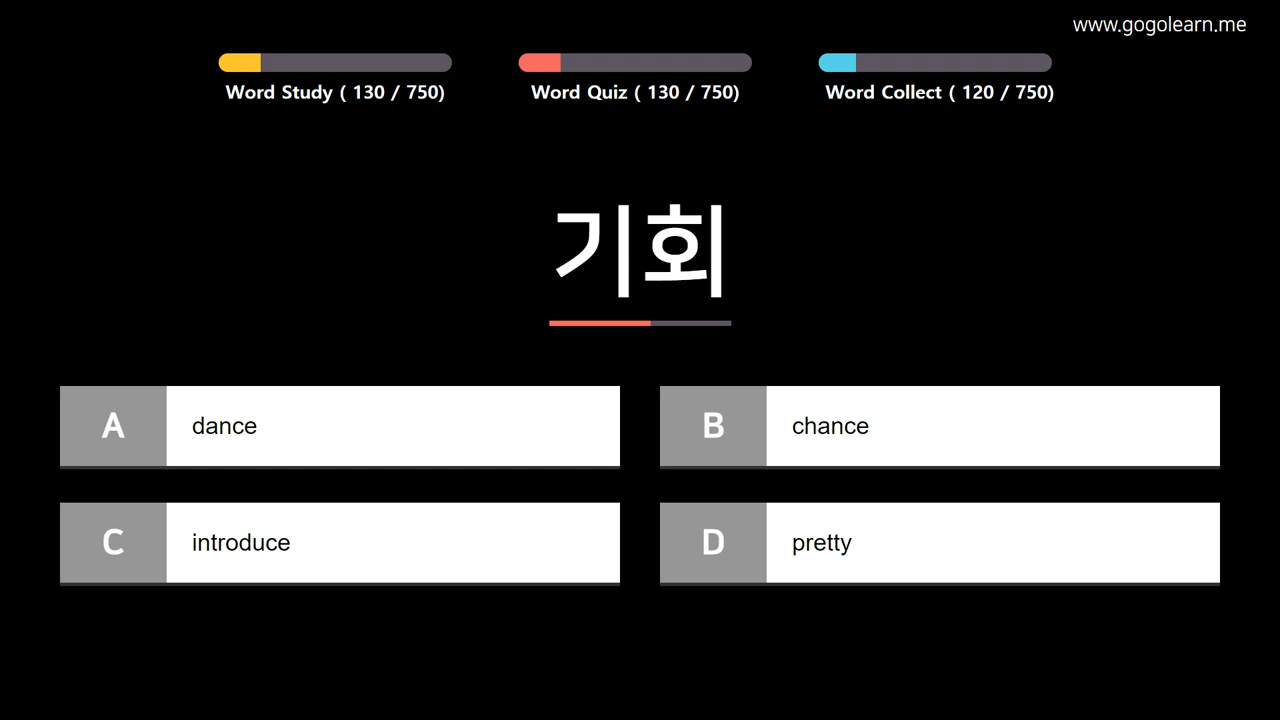 www.gogolearn.me
Word Study ( 130 / 750)
Word Quiz ( 130 / 750)
Word Collect ( 120 / 750)
기회
A dance
B chance
C introduce
D pretty